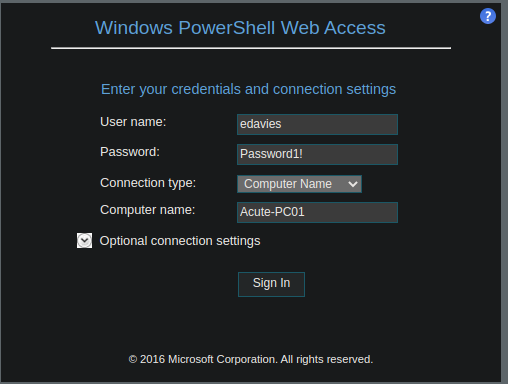 ?
Windows PowerShell Web Access
Enter your credentials and connection settings
User name: edavies
Password: Password1!
Connection type: Computer Name
Computer name: Acute-PC01
Optional connection settings
Sign In
© 2016 Microsoft Corporation. All rights reserved.